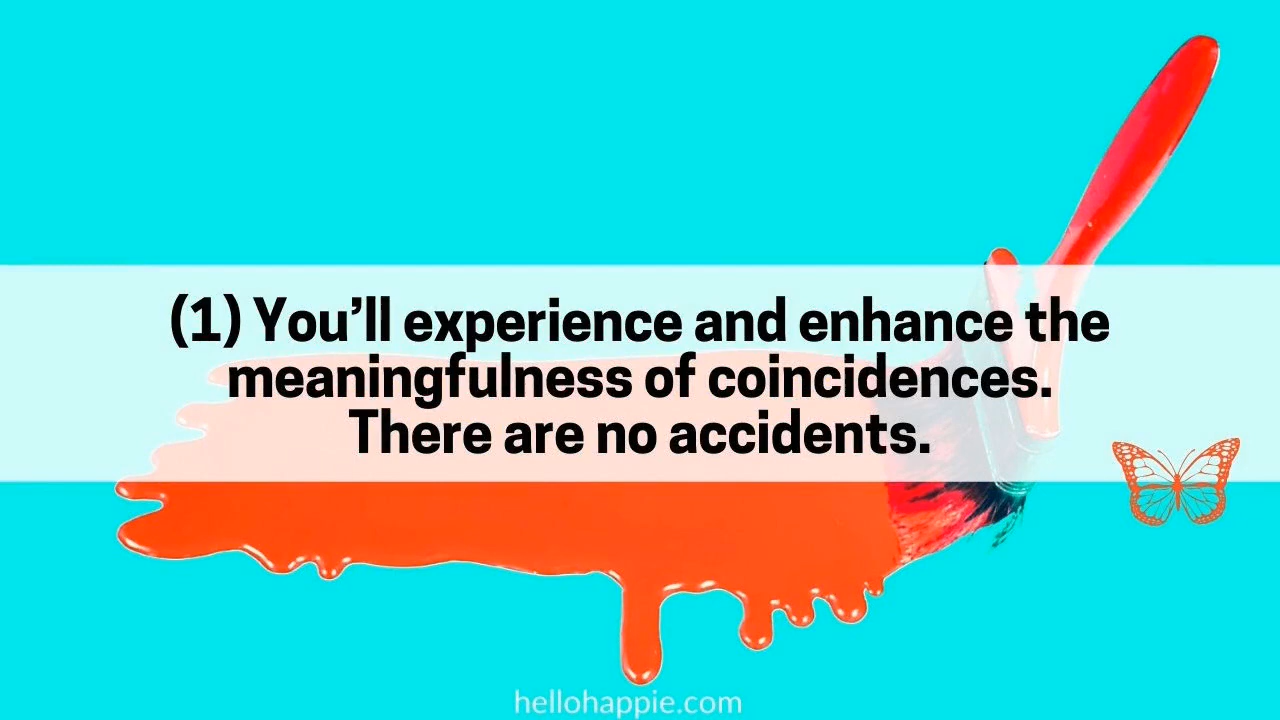 (1) You’ll experience and enhance the
meaningfulness of coincidences.
There are no accidents.
hellohappie.com